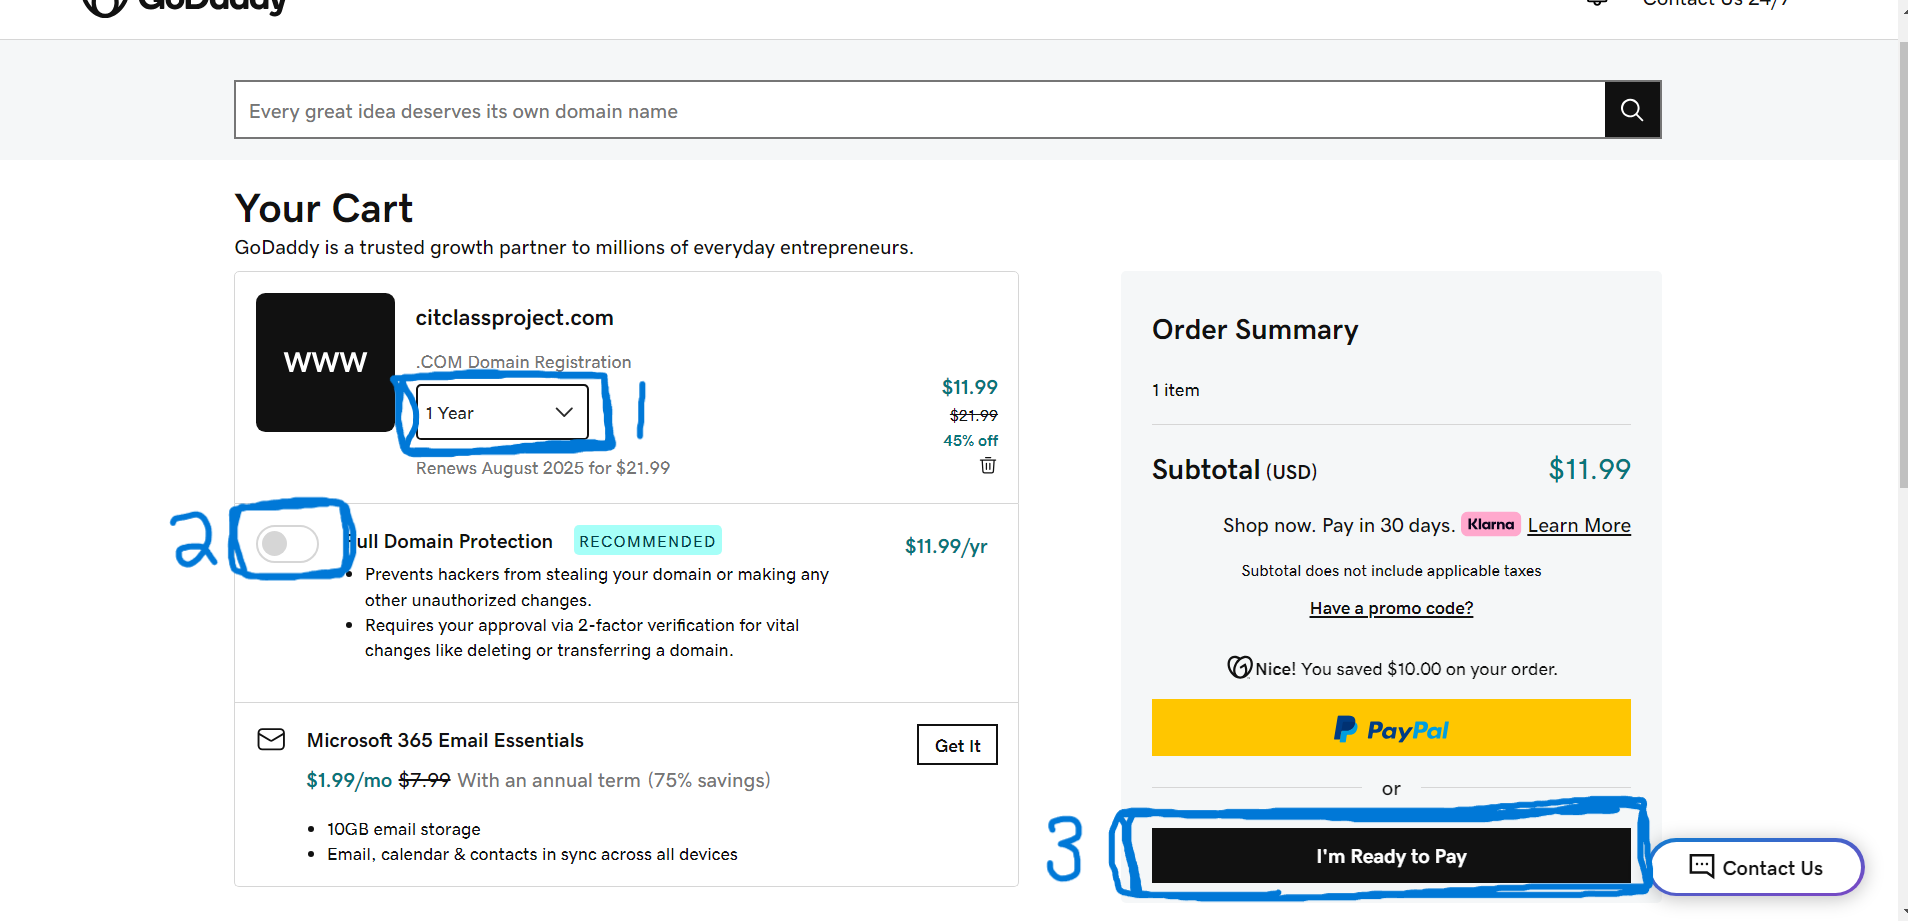 GoDaddy
Contact Us 24/7
Every great idea deserves its own domain name
Your Cart
GoDaddy is a trusted growth partner to millions of everyday entrepreneurs.
www
citclassproject.com
.COM Domain Registration
1 Year
1
Renews August 2025 for $21.99
$11.99
$21.99
45% off
2
Full Domain Protection RECOMMENDED
$11.99/yr
• Prevents hackers from stealing your domain or making any
other unauthorized changes.
• Requires your approval via 2-factor verification for vital
changes like deleting or transferring a domain.
Microsoft 365 Email Essentials
Get It
$1.99/mo $7.99 With an annual term (75% savings)
• 10GB email storage
• Email, calendar & contacts in sync across all devices
Order Summary
1 item
Subtotal (USD) $11.99
Shop now. Pay in 30 days. Klarna Learn More
Subtotal does not include applicable taxes
Have a promo code?
Nice! You saved $10.00 on your order.
PayPal
or
3
I'm Ready to Pay
Contact Us